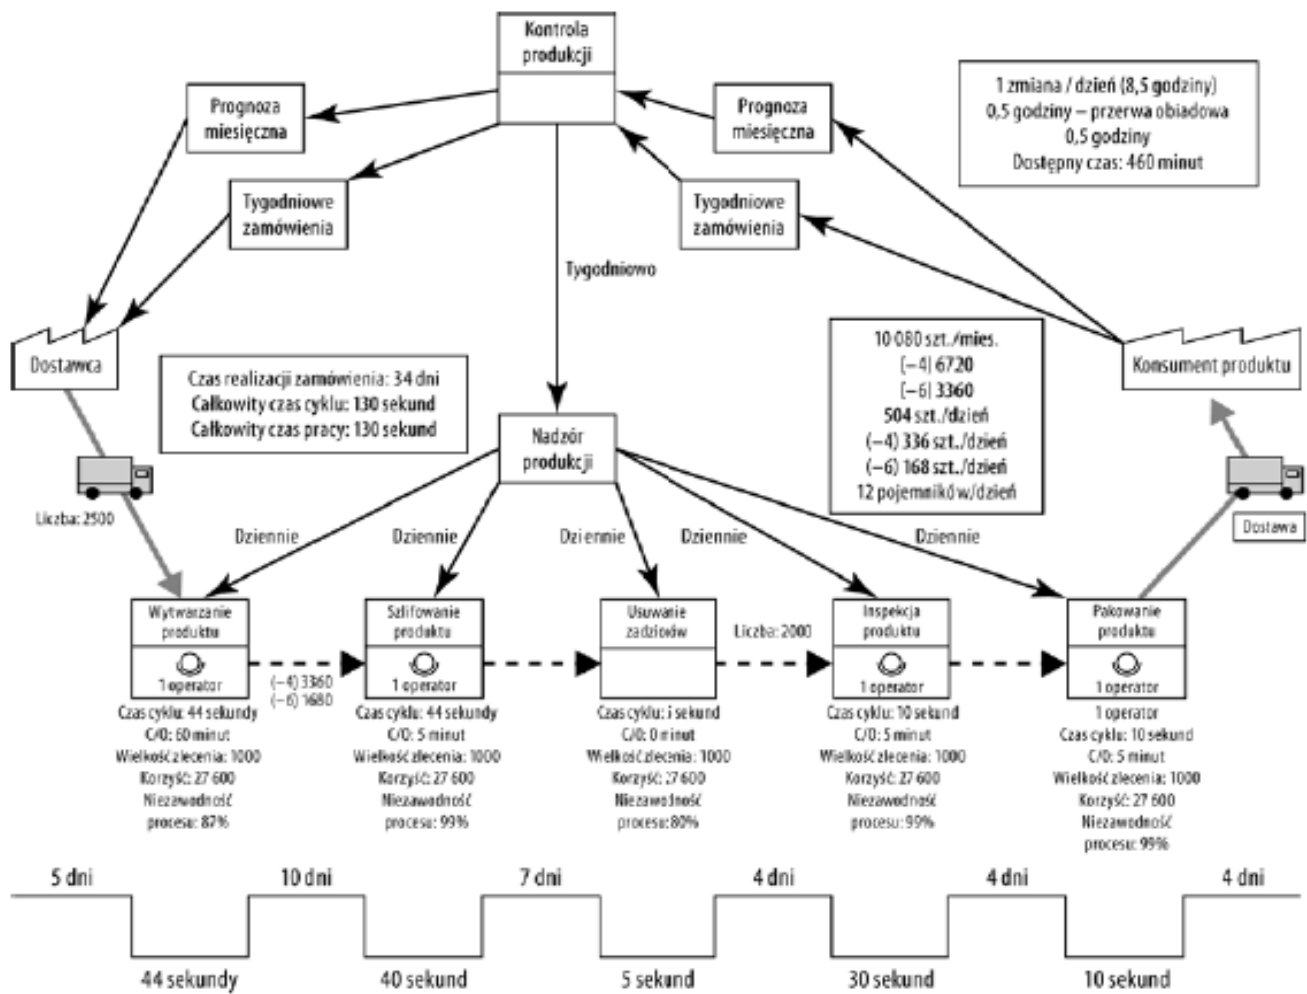 Kontrola
produkcji
Prognoza
miesięczna
Prognoza
miesięczna
1 zmiana / dzień (8,5 godziny)
0,5 godziny – przerwa obiadowa
0,5 godziny
Dostępny czas: 460 minut
Tygodniowe
zamówienia
Tygodniowe
zamówienia
Tygodniowo
Dostawca
Czas realizacji zamówienia: 34 dni
Całkowity czas cyklu: 130 sekund
Całkowity czas pracy: 130 sekund
10 080 szt./mies.
(–4) 6720
(–6) 3360
504 szt./dzień
(–4) 336 szt./dzień
(–6) 168 szt./dzień
12 pojemników/dzień
Konsument produktu
Nadzór
produkcji
Liczba: 2500
Dostawa
Dziennie
Dziennie
Dziennie
Dziennie
Dziennie
Wytwarzanie
produktu
1 operator
Czas cyklu: 44 sekundy
C/O: 60 minut
Wielkość zlecenia: 1000
Korzyść: 27 600
Niezawodność
procesu: 87%
(–4) 3360
(–6) 1680
Szlifowanie
produktu
1 operator
Czas cyklu: 44 sekundy
C/O: 5 minut
Wielkość zlecenia: 1000
Korzyść: 27 600
Niezawodność
procesu: 99%
Usuwanie
zadziorów
Czas cyklu: i sekund
C/O: 0 minut
Wielkość zlecenia: 1000
Korzyść: 27 600
Niezawodność
procesu: 80%
Liczba: 2000
Inspekcja
produktu
1 operator
Czas cyklu: 10 sekund
C/O: 5 minut
Wielkość zlecenia: 1000
Korzyść: 27 600
Niezawodność
procesu: 99%
Pakowanie
produktu
1 operator
1 operator
Czas cyklu: 10 sekund
C/O: 5 minut
Wielkość zlecenia: 1000
Korzyść: 27 600
Niezawodność
procesu: 99%
5 dni
10 dni
7 dni
4 dni
4 dni
4 dni
44 sekundy
40 sekund
5 sekund
30 sekund
10 sekund